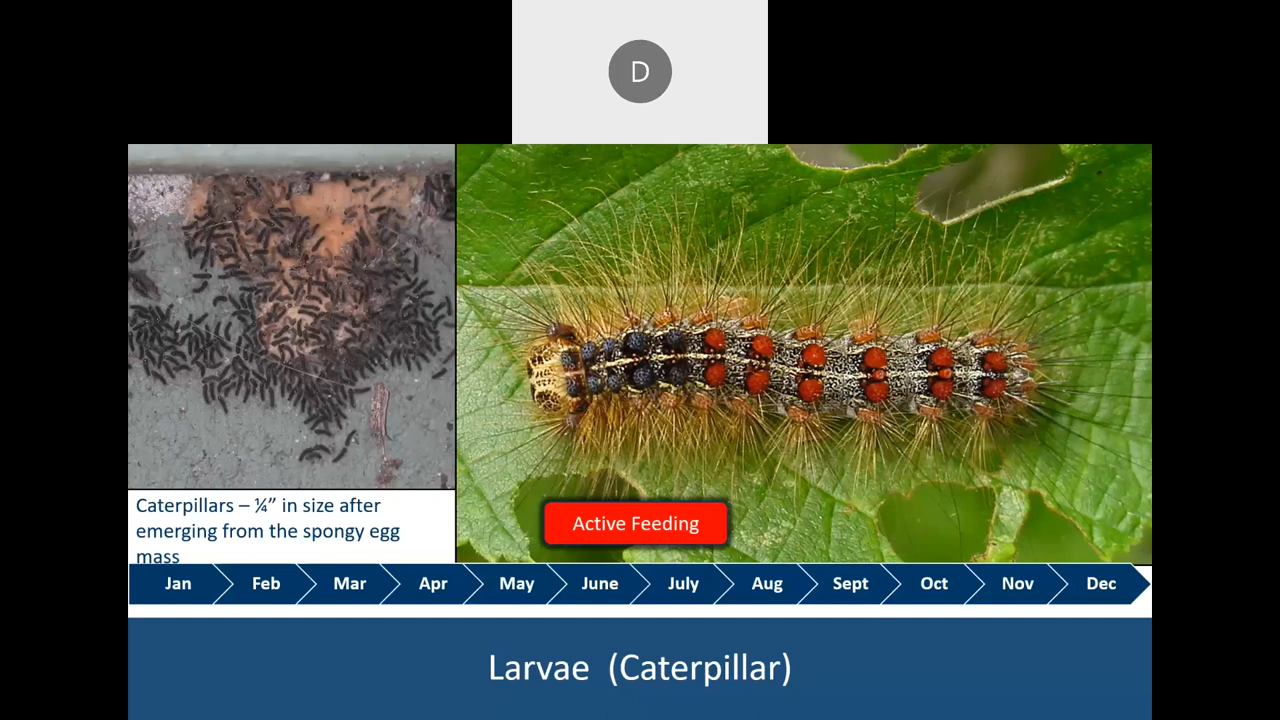 D
Caterpillars – ¼” in size after
emerging from the spongy egg
mass
Active Feeding
Jan Feb Mar Apr May June July Aug Sept Oct Nov Dec
Larvae (Caterpillar)